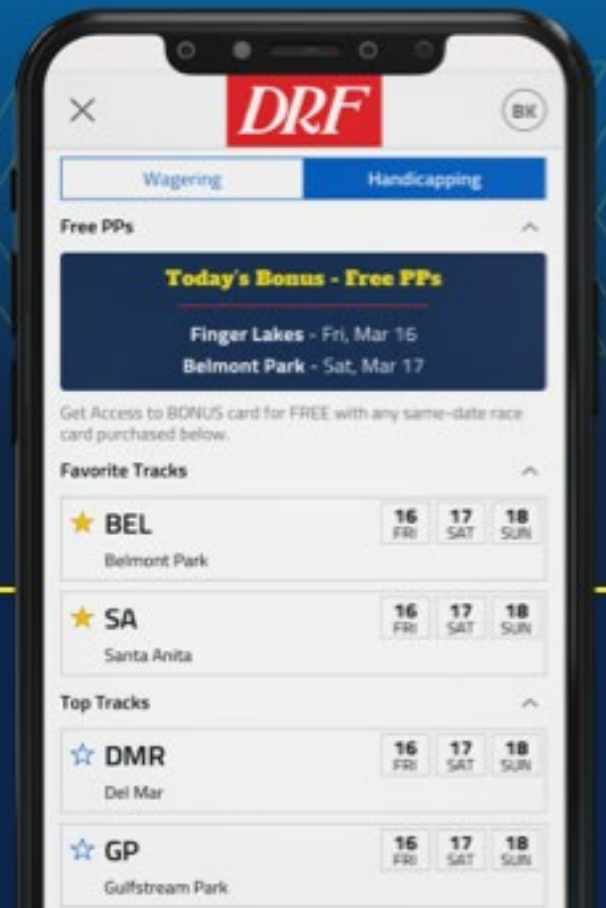 DRF
BK
Wagering Handicapping
Free PPs
Today's Bonus - Free PPs
Finger Lakes - Fri, Mar 16
Belmont Park - Sat, Mar 17
Get Access to BONUS card for FREE with any same-date race
card purchased below.
Favorite Tracks
BEL 16 17 18
FRI SAT SUN
Belmont Park
SA 16 17 18
FRI SAT SUN
Santa Anita
Top Tracks
DMR 16 17 18
FRI SAT SUN
Del Mar
GP 16 17 18
FRI SAT SUN
Gulfstream Park